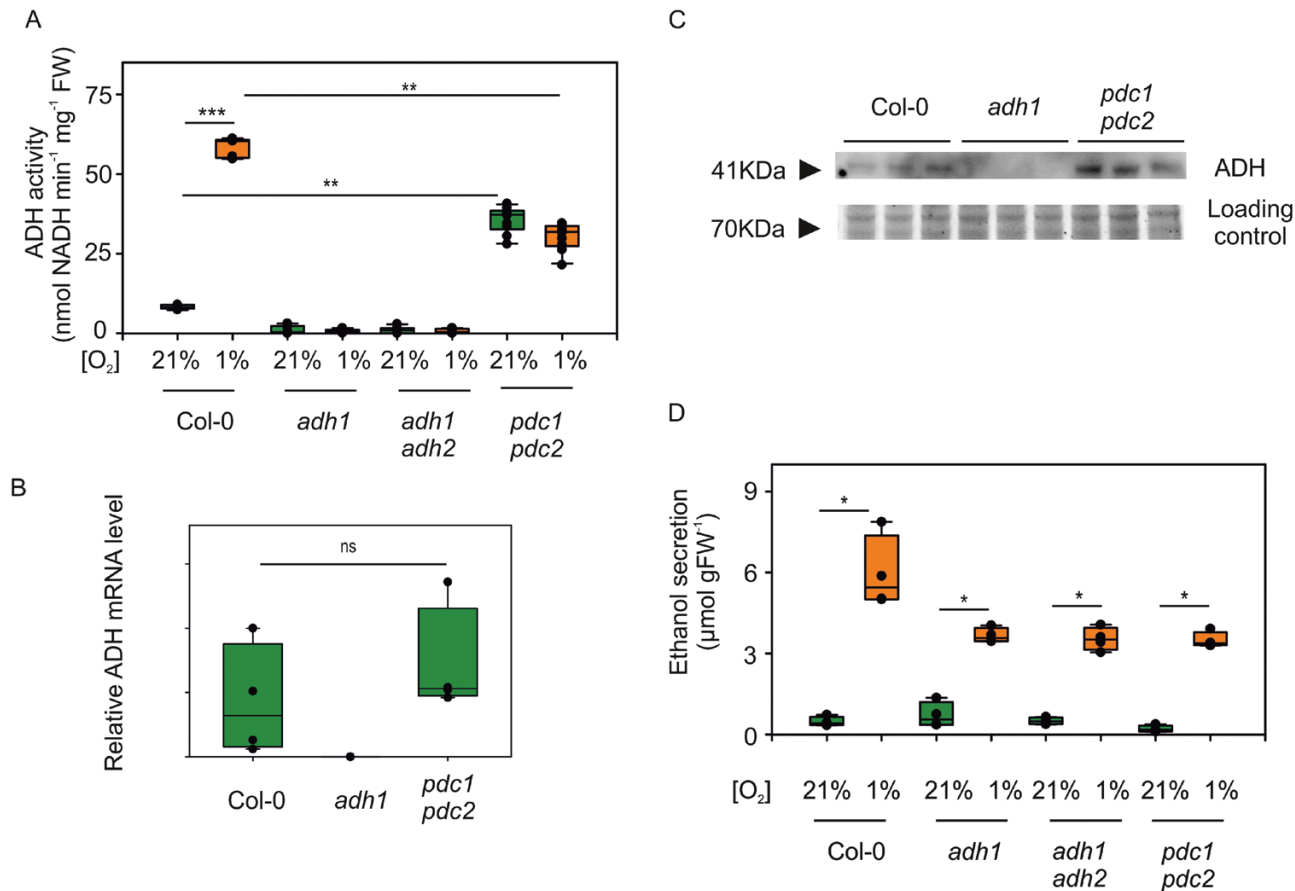 A
ADH activity
(nmol NADH min⁻¹ mg⁻¹ FW)
75
50
25
0
***
**
**
[O₂] 21% 1% 21% 1% 21% 1% 21% 1%
Col-0 adh1 adh1 pdc1
adh2 pdc2
B
Relative ADH mRNA level
ns
Col-0 adh1 pdc1
pdc2
C
Col-0 adh1 pdc1
pdc2
41KDa ADH
70KDa Loading
control
D
Ethanol secretion
(µmol gFW⁻¹)
9
6
3
0
* * * *
[O₂] 21% 1% 21% 1% 21% 1% 21% 1%
Col-0 adh1 adh1 pdc1
adh2 pdc2